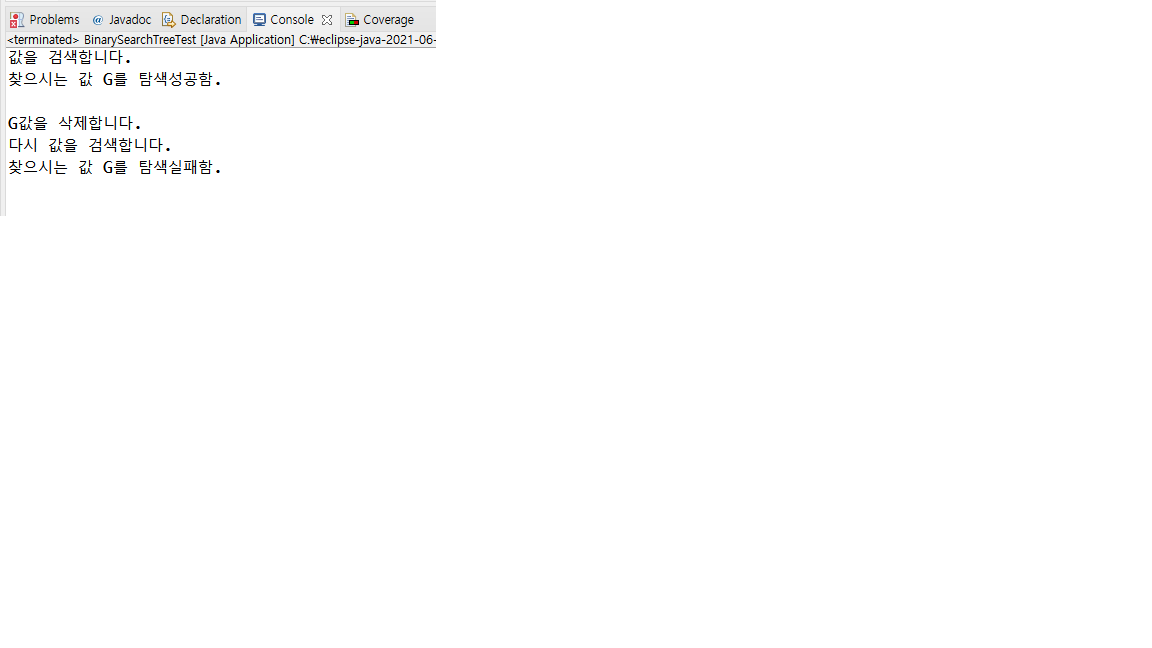 Problems @ Javadoc Declaration Console Coverage
<terminated> BinarySearchTreeTest [Java Application] C:₩eclipse-java-2021-06-
값을 검색합니다.
찾으시는 값 G를 탐색성공함.
G값을 삭제합니다.
다시 값을 검색합니다.
찾으시는 값 G를 탐색실패함.